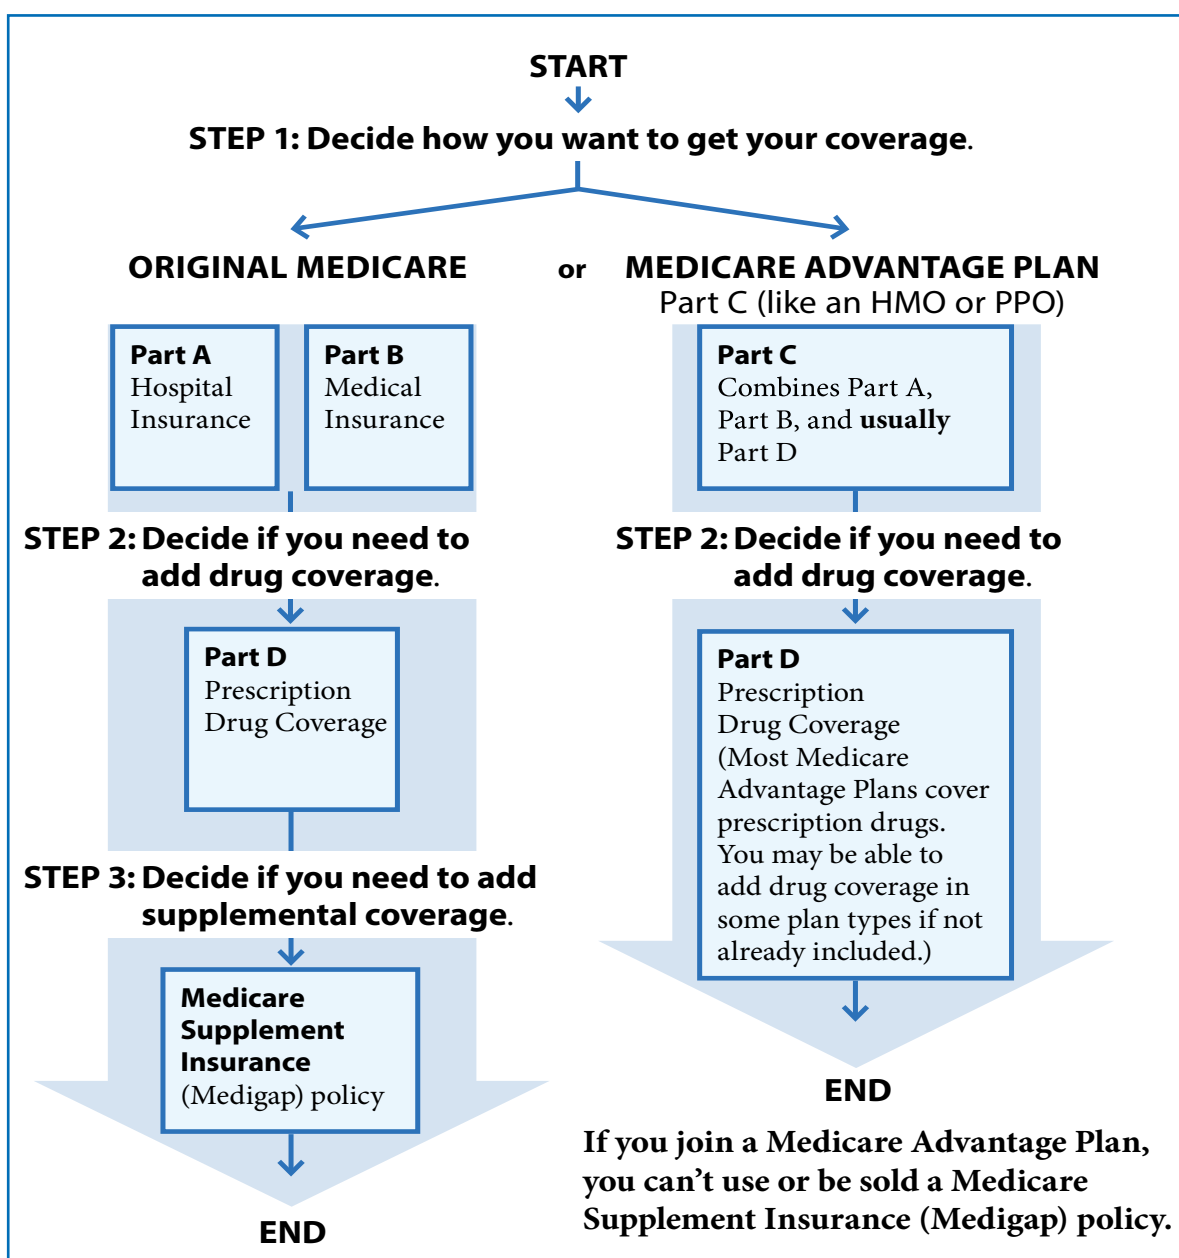 START
STEP 1: Decide how you want to get your coverage.
ORIGINAL MEDICARE
or
MEDICARE ADVANTAGE PLAN
Part C (like an HMO or PPO)
Part A
Hospital
Insurance
Part B
Medical
Insurance
Part C
Combines Part A,
Part B, and usually
Part D
STEP 2: Decide if you need to
add drug coverage.
Part D
Prescription
Drug Coverage
STEP 3: Decide if you need to add
supplemental coverage.
Medicare
Supplement
Insurance
(Medigap) policy
END
STEP 2: Decide if you need to
add drug coverage.
Part D
Prescription
Drug Coverage
(Most Medicare
Advantage Plans cover
prescription drugs.
You may be able to
add drug coverage in
some plan types if not
already included.)
END
If you join a Medicare Advantage Plan,
you can’t use or be sold a Medicare
Supplement Insurance (Medigap) policy.